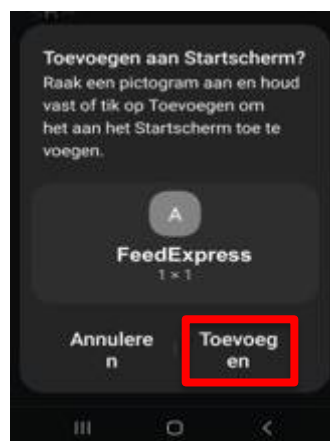 Toevoegen aan Startscherm?
Raak een pictogram aan en houd
vast of tik op Toevoegen om
het aan het Startscherm toe te
voegen.
A
FeedExpress
1 × 1
Annulere
n
Toevoeg
en